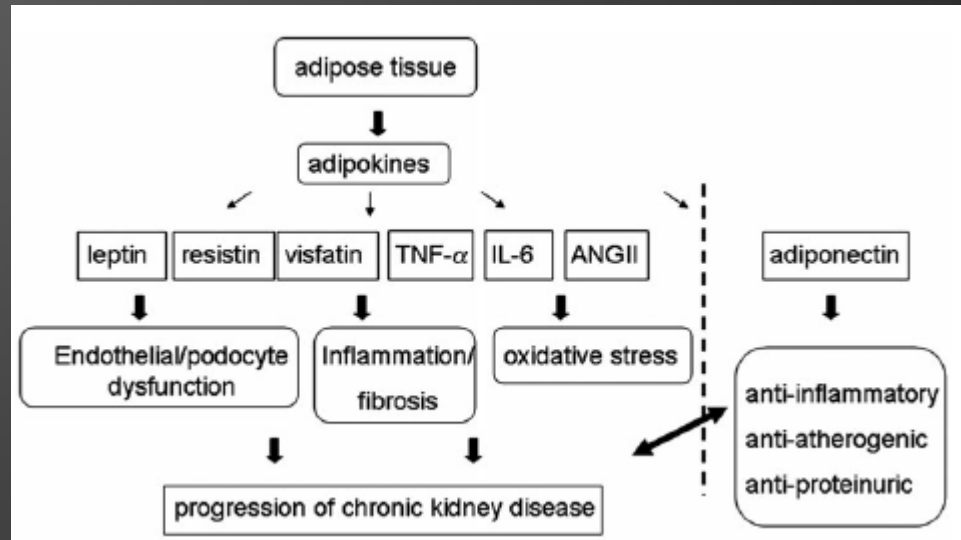 adipose tissue
adipokines
leptin
resistin
visfatin
TNF-α
IL-6
ANGII
adiponectin
Endothelial/podocyte
dysfunction
Inflammation/
fibrosis
oxidative stress
anti-inflammatory
anti-atherogenic
anti-proteinuric
progression of chronic kidney disease